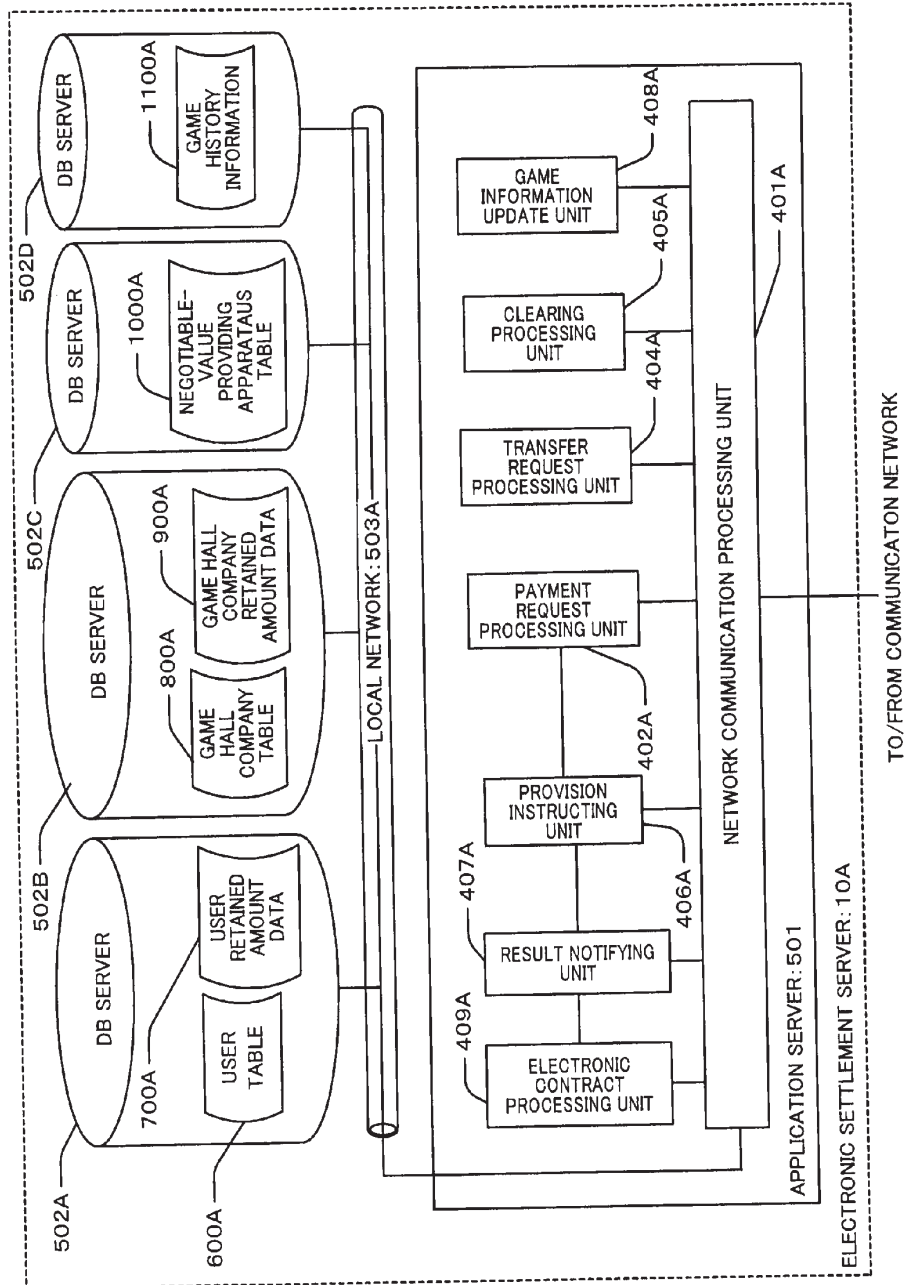 502A
DB SERVER
700A
USER
RETAINED
AMOUNT
DATA
USER
TABLE
600A
502B
DB SERVER
800A
GAME
HALL
COMPANY
TABLE
900A
GAME HALL
COMPANY
RETAINED
AMOUNT DATA
502C
DB SERVER
1000A
NEGOTIABLE-
VALUE
PROVIDING
APPARATAUS
TABLE
502D
DB SERVER
1100A
GAME
HISTORY
INFORMATION
LOCAL NETWORK: 503A
409A
ELECTRONIC
CONTRACT
PROCESSING UNIT
407A
RESULT NOTIFYING
UNIT
PROVISION
INSTRUCTING
UNIT
406A
PAYMENT
REQUEST
PROCESSING UNIT
402A
TRANSFER
REQUEST
PROCESSING UNIT
404A
CLEARING
PROCESSING
UNIT
405A
GAME
INFORMATION
UPDATE UNIT
408A
NETWORK COMMUNICATION PROCESSING UNIT
401A
APPLICATION SERVER: 501
ELECTRONIC SETTLEMENT SERVER: 10A
TO/FROM COMMUNICATON NETWORK